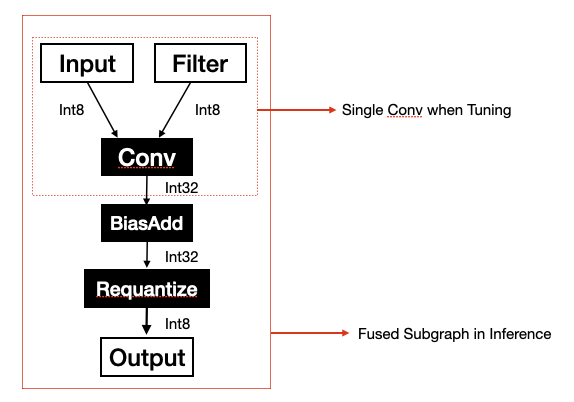 Input
Filter
Int8
Int8
Single Conv when Tuning
Conv
Int32
BiasAdd
Int32
Requantize
Int8
Fused Subgraph in Inference
Output